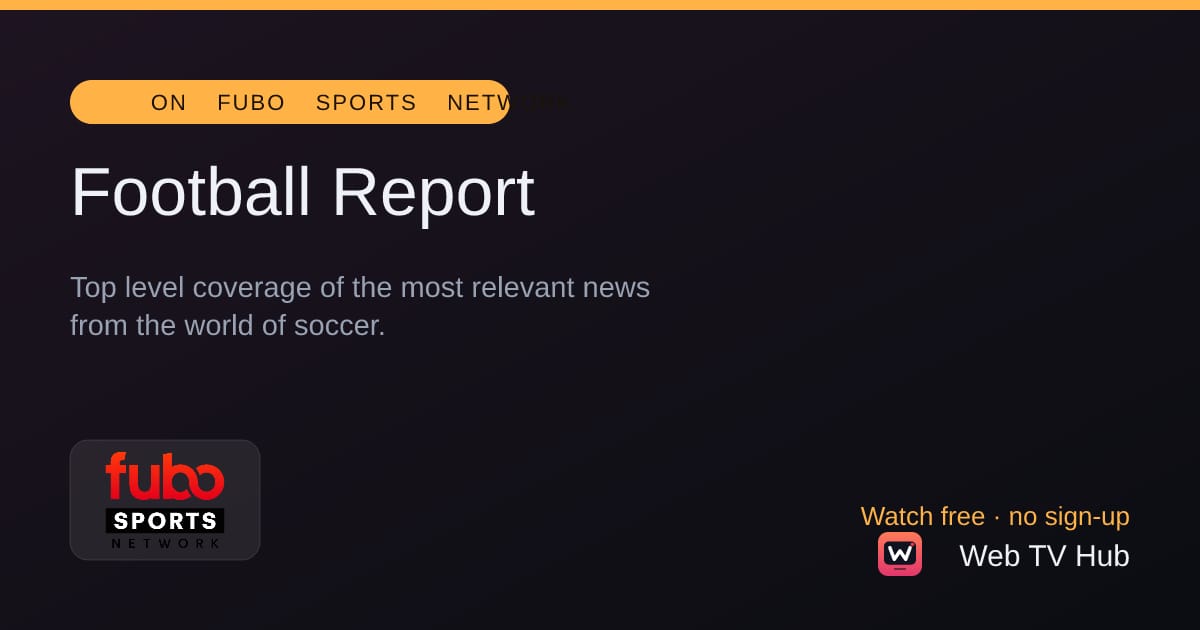 ON FUBO SPORTS NETWORK
Football Report
Top level coverage of the most relevant news
from the world of soccer.
fubo
SPORTS
NETWORK
Watch free · no sign-up
W
Web TV Hub